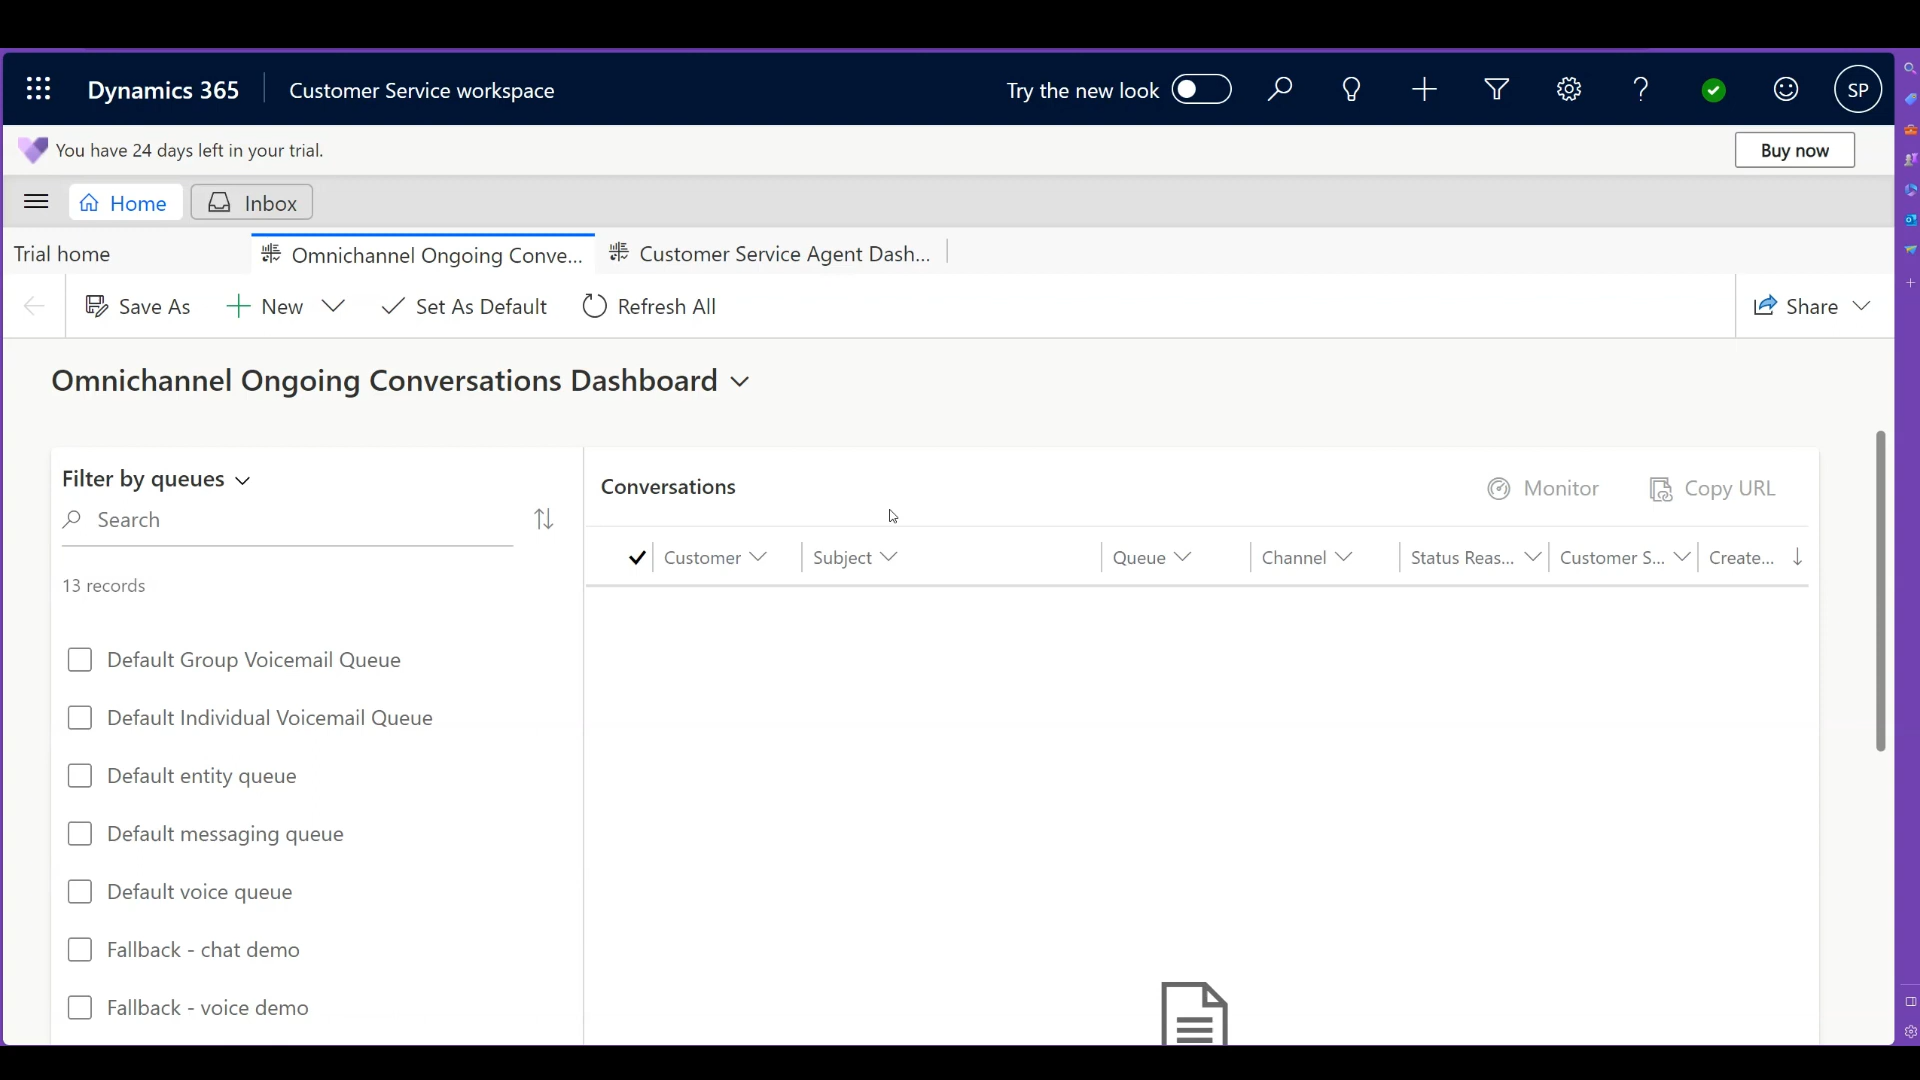 Dynamics 365
Customer Service workspace
Try the new look
SP
You have 24 days left in your trial.
Buy now
Home
Inbox
Trial home
Omnichannel Ongoing Conve...
Customer Service Agent Dash...
Save As
New
Set As Default
Refresh All
Share
Omnichannel Ongoing Conversations Dashboard
Filter by queues
Search
13 records
Default Group Voicemail Queue
Default Individual Voicemail Queue
Default entity queue
Default messaging queue
Default voice queue
Fallback - chat demo
Fallback - voice demo
Conversations
Monitor
Copy URL
Customer
Subject
Queue
Channel
Status Reas...
Customer S...
Create...